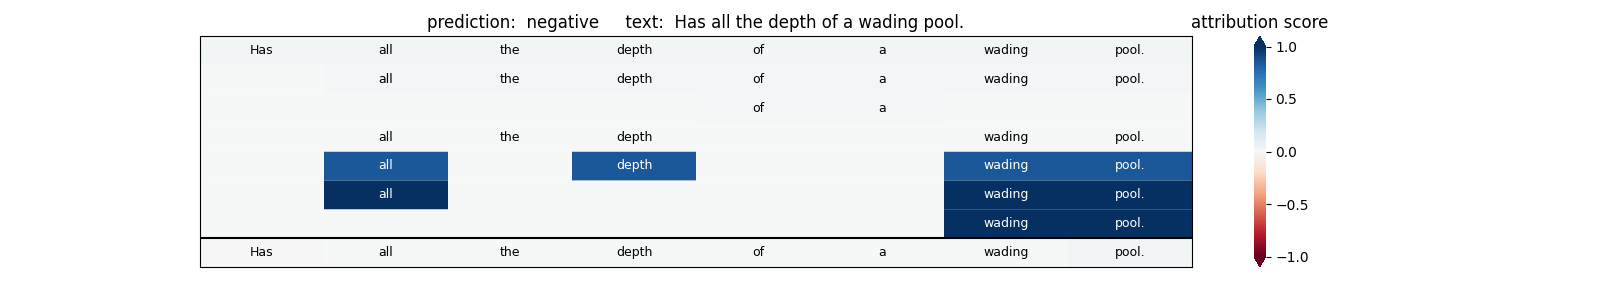 prediction:  negative     text:  Has all the depth of a wading pool.
attribution score
Has all the depth of a wading pool.
all the depth of a wading pool.
of a
all the depth wading pool.
all depth wading pool.
all wading pool.
wading pool.
Has all the depth of a wading pool.
1.0
0.5
0.0
−0.5
−1.0